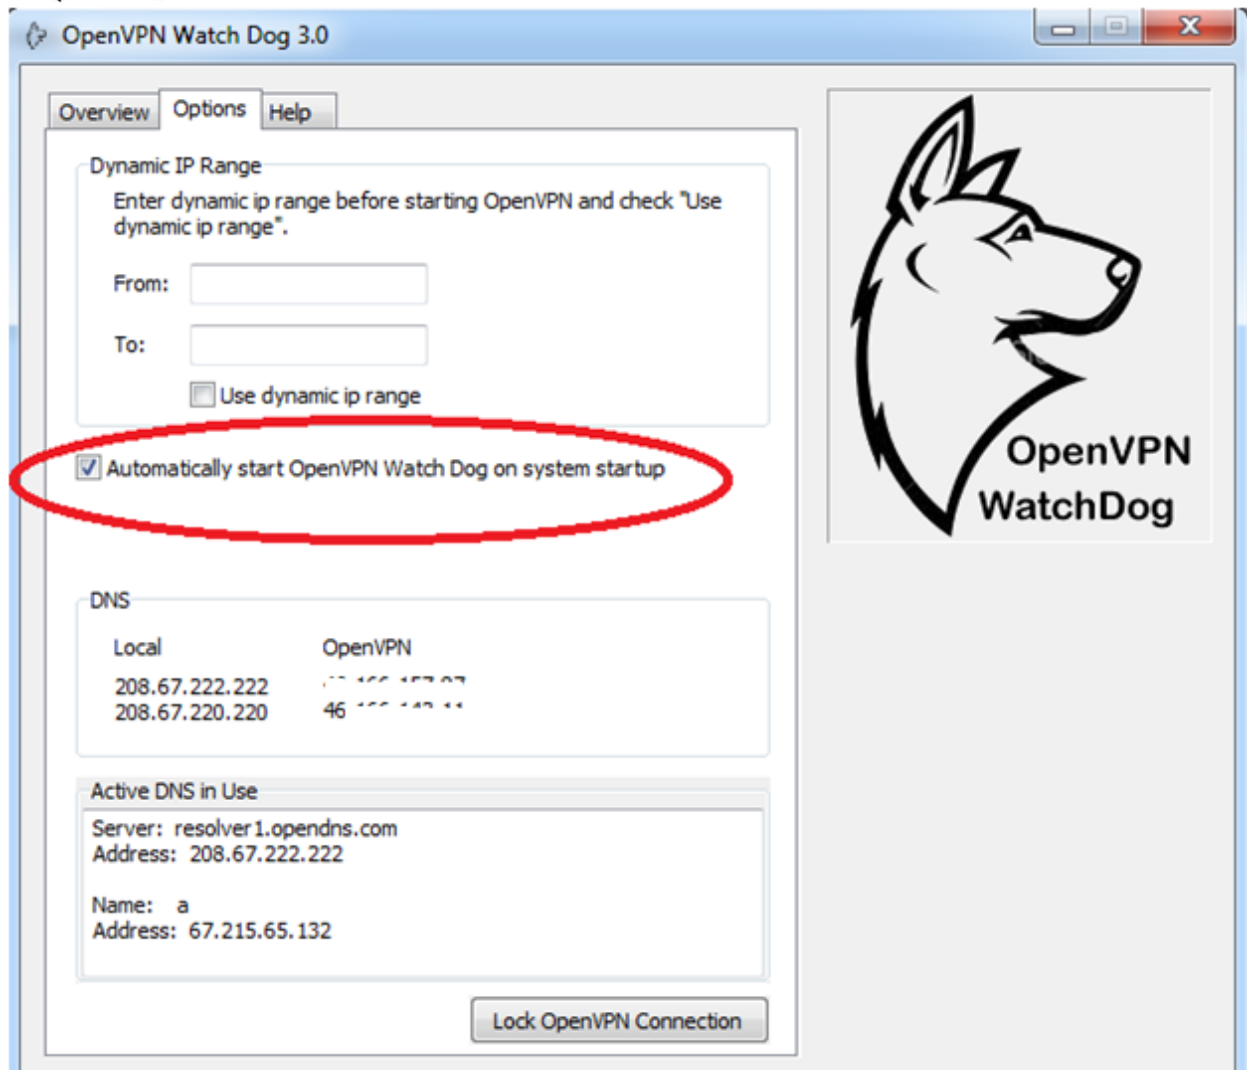 OpenVPN Watch Dog 3.0
Overview Options Help
Dynamic IP Range
Enter dynamic ip range before starting OpenVPN and check "Use
dynamic ip range".
From:
To:
Use dynamic ip range
Automatically start OpenVPN Watch Dog on system startup
DNS
Local OpenVPN
208.67.222.222
208.67.220.220 46
Active DNS in Use
Server: resolver1.opendns.com
Address: 208.67.222.222
Name: a
Address: 67.215.65.132
Lock OpenVPN Connection
OpenVPN
WatchDog